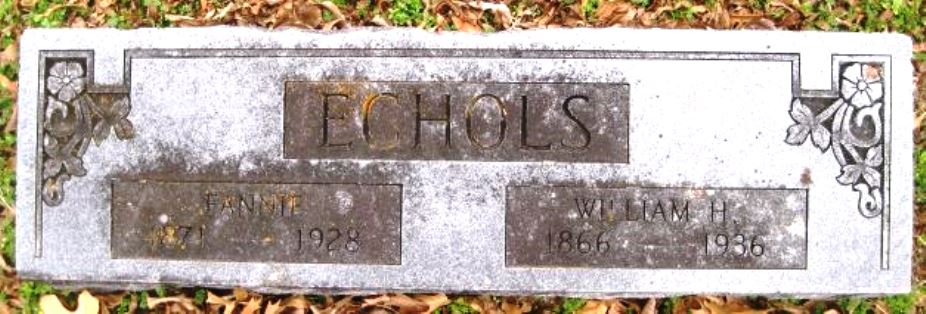 ECHOLS
FANNIE
1871 — 1928
WILLIAM H.
1866 — 1936